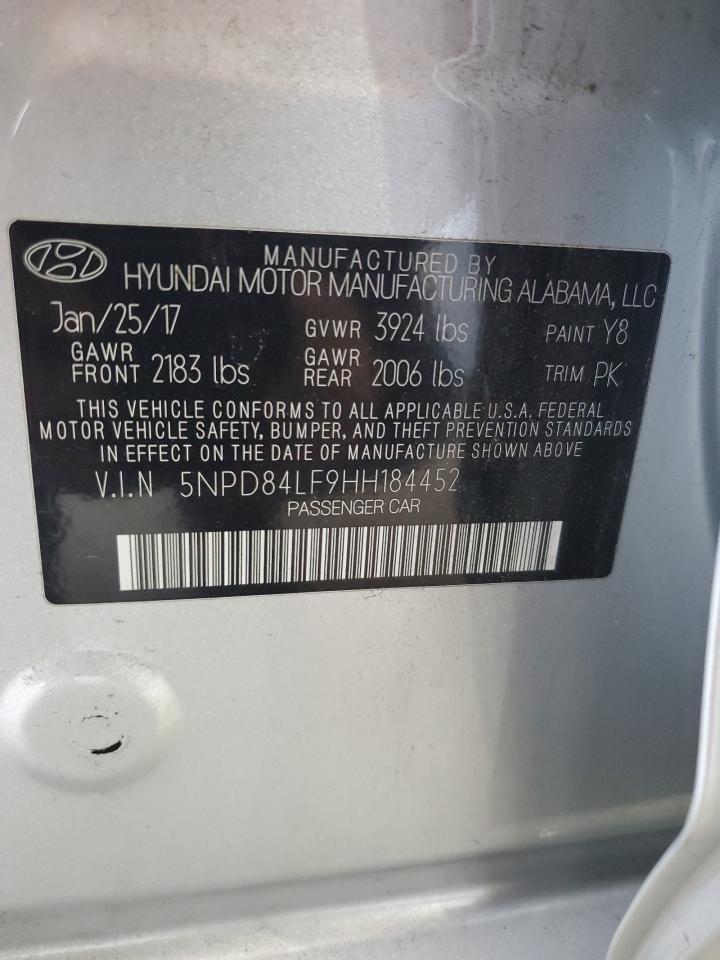 MANUFACTURED BY
HYUNDAI MOTOR MANUFACTURING ALABAMA, LLC
Jan/25/17 GVWR 3924 lbs PAINT Y8
GAWR FRONT 2183 lbs GAWR REAR 2006 lbs TRIM PK
THIS VEHICLE CONFORMS TO ALL APPLICABLE U.S.A. FEDERAL
MOTOR VEHICLE SAFETY, BUMPER, AND THEFT PREVENTION STANDARDS
IN EFFECT ON THE DATE OF MANUFACTURE SHOWN ABOVE
V.I.N 5NPD84LF9HH184452
PASSENGER CAR